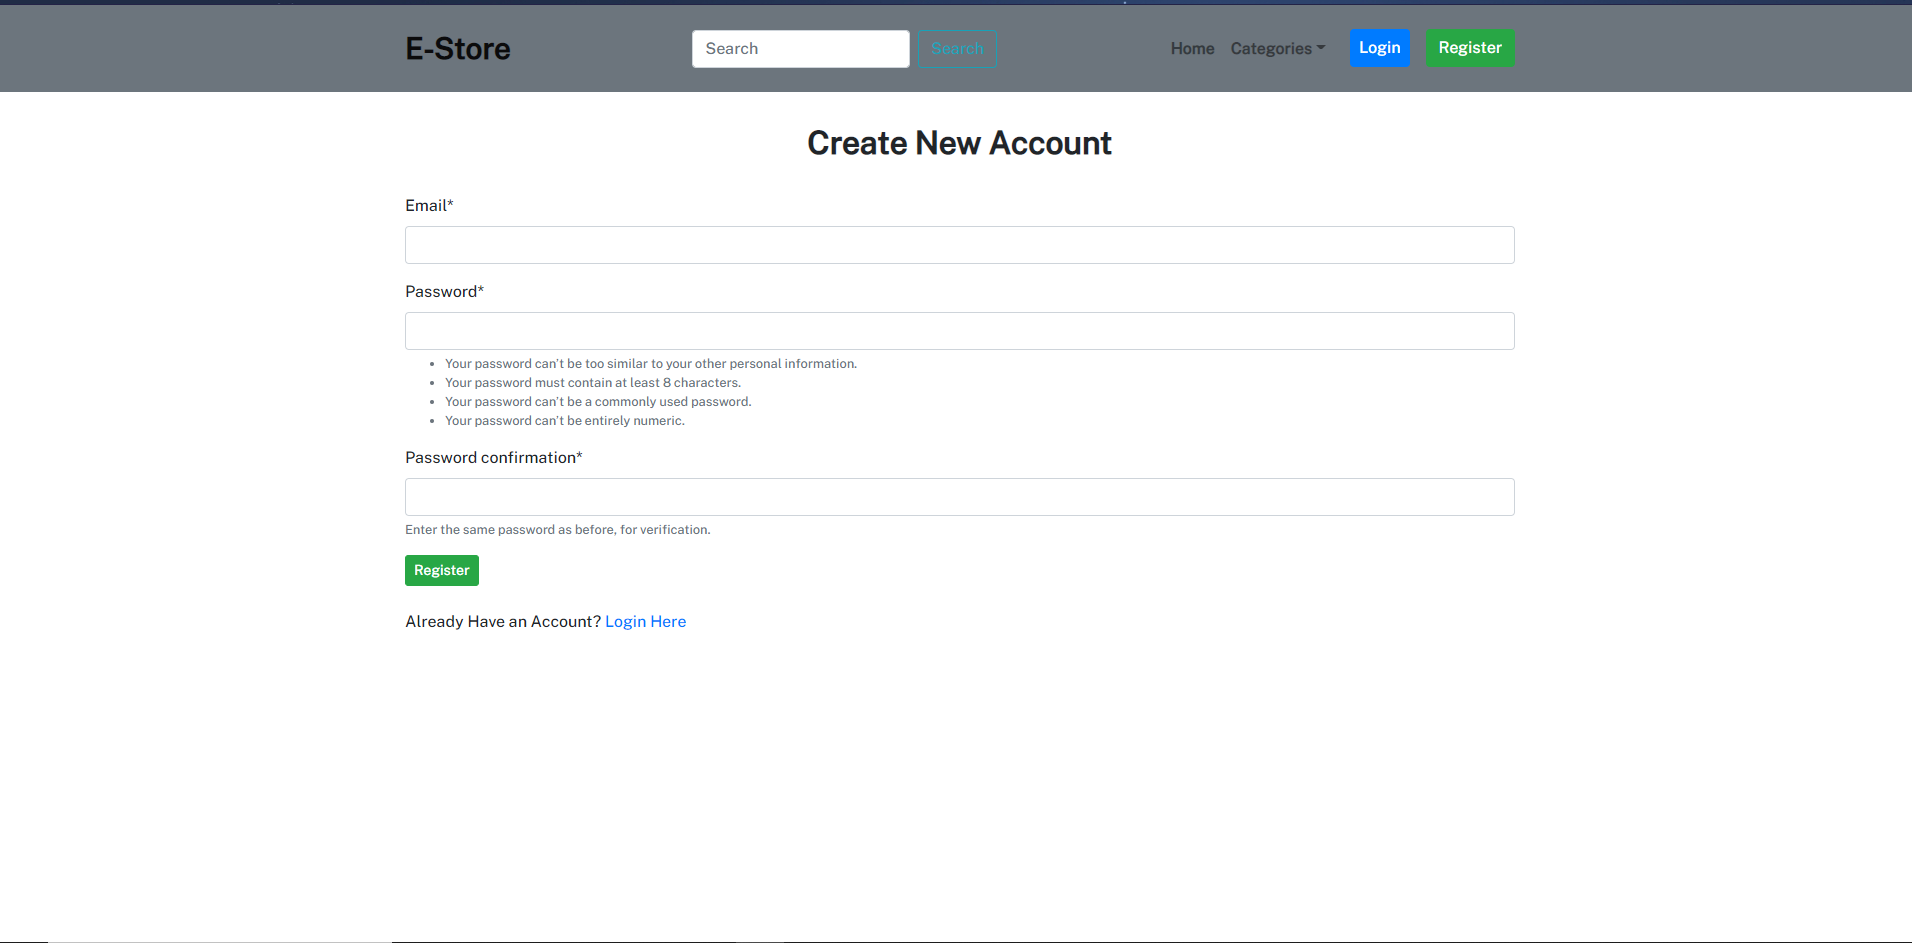 E-Store
Search
Search
Home
Categories
Login
Register
Create New Account
Email*
Password*
Your password can't be too similar to your other personal information.
Your password must contain at least 8 characters.
Your password can't be a commonly used password.
Your password can't be entirely numeric.
Password confirmation*
Enter the same password as before, for verification.
Register
Already Have an Account? Login Here